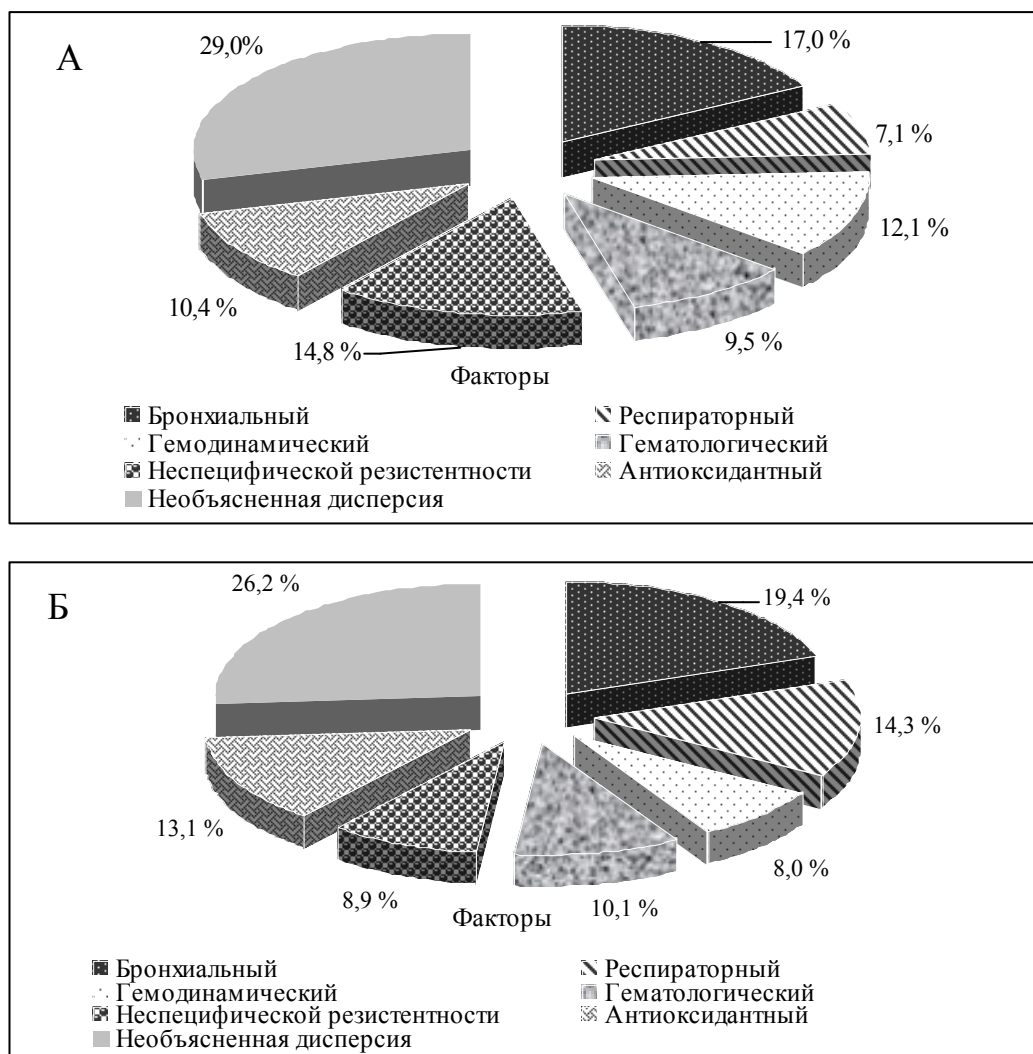 А
29,0%
17,0 %
7,1 %
12,1 %
10,4 %
14,8 %
9,5 %
Факторы
Бронхиальный
Респираторный
Гемодинамический
Гематологический
Неспецифической резистентности
Антиоксидантный
Необъясненная дисперсия
Б
26,2 %
19,4 %
14,3 %
13,1 %
8,0 %
8,9 %
10,1 %
Факторы
Бронхиальный
Респираторный
Гемодинамический
Гематологический
Неспецифической резистентности
Антиоксидантный
Необъясненная дисперсия